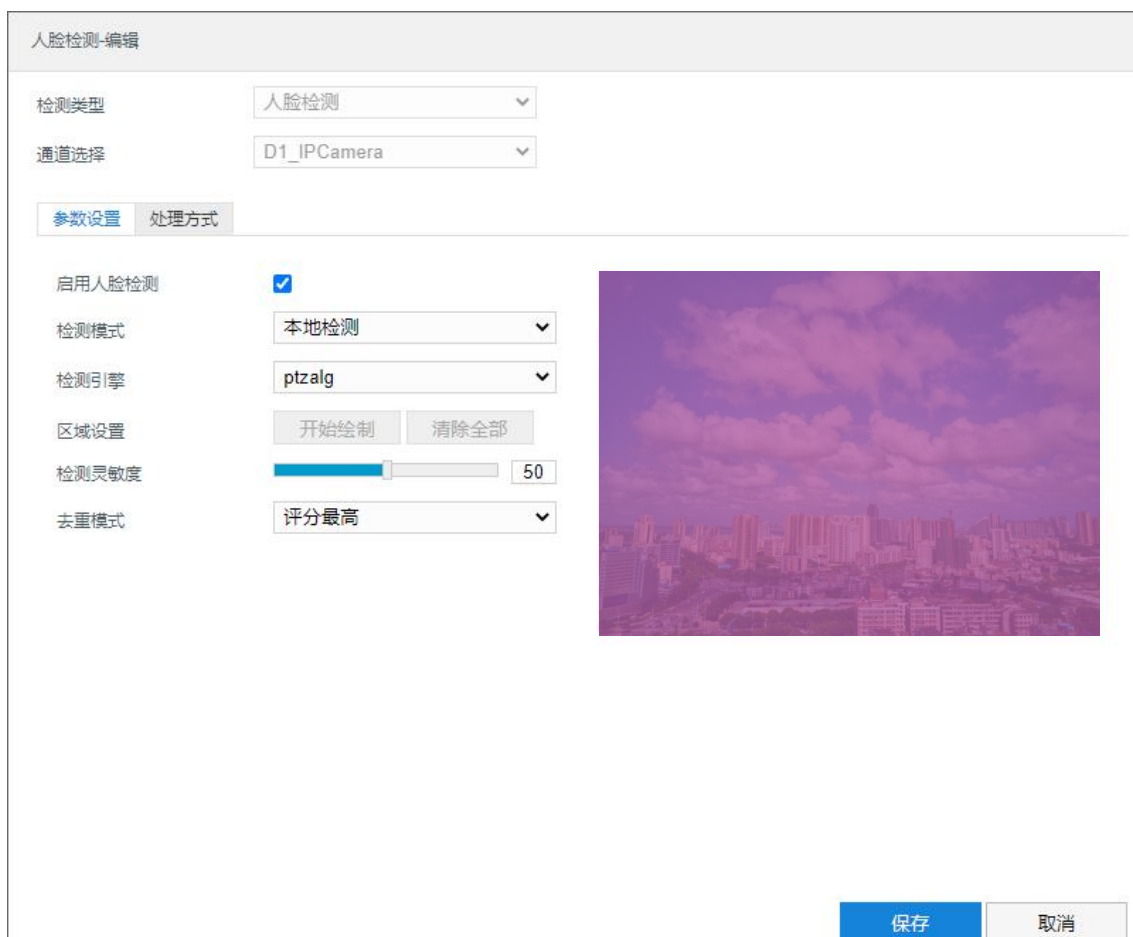 人脸检测-编辑
检测类型 人脸检测
通道选择 D1_IPCamera
参数设置 处理方式
启用人脸检测
检测模式 本地检测
检测引擎 ptzalg
区域设置 开始绘制 清除全部
检测灵敏度 50
去重模式 评分最高
保存 取消